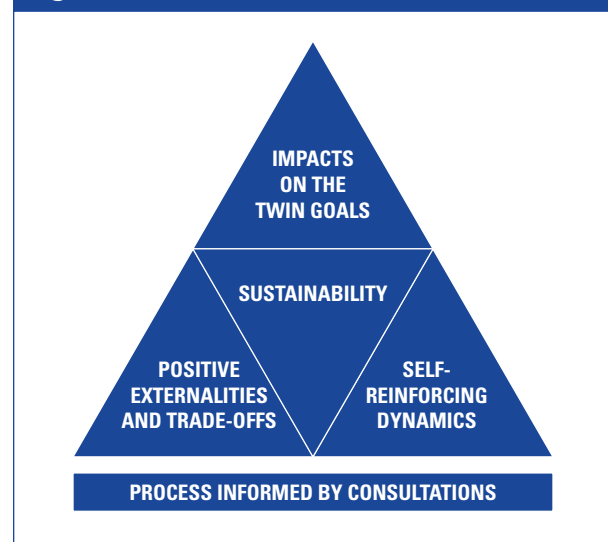 IMPACTS
ON THE
TWIN GOALS
SUSTAINABILITY
POSITIVE
EXTERNALITIES
AND TRADE-OFFS
SELF-
REINFORCING
DYNAMICS
PROCESS INFORMED BY CONSULTATIONS